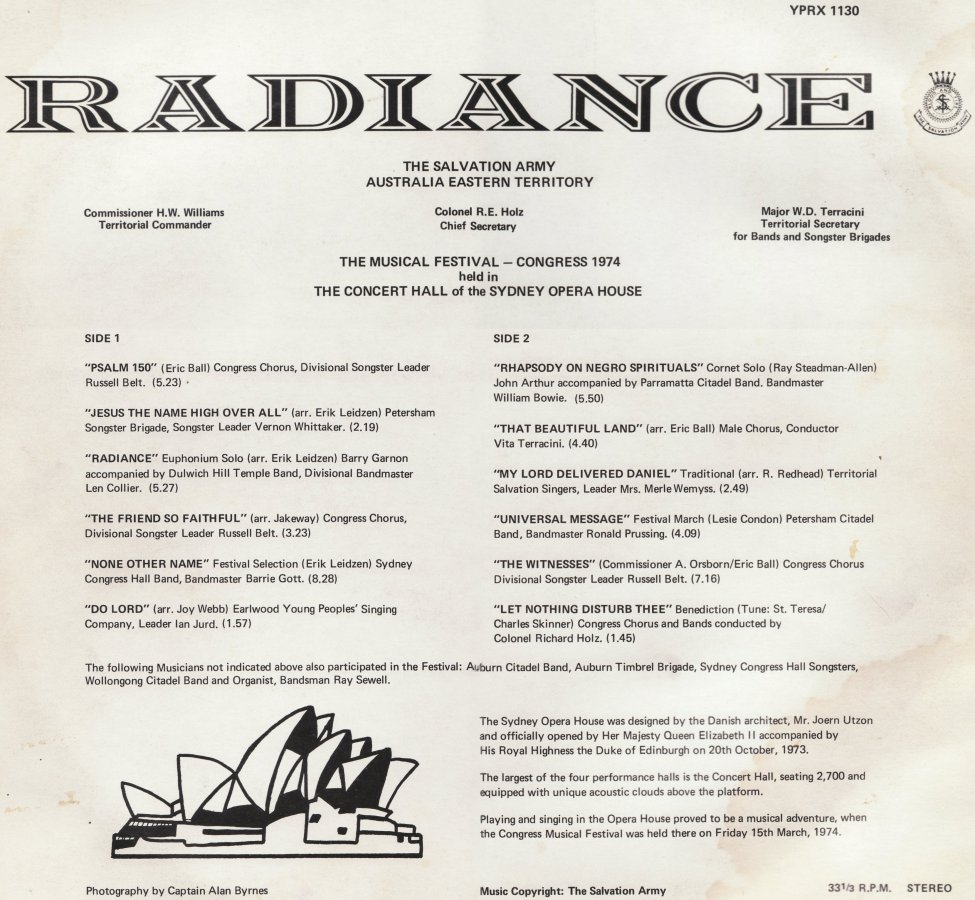 YPRX 1130
RADIANCE
THE SALVATION ARMY
THE SALVATION ARMY
AUSTRALIA EASTERN TERRITORY
Commissioner H.W. Williams
Territorial Commander
Colonel R.E. Holz
Chief Secretary
Major W.D. Terracini
Territorial Secretary
for Bands and Songster Brigades
THE MUSICAL FESTIVAL — CONGRESS 1974
held in
THE CONCERT HALL of the SYDNEY OPERA HOUSE
SIDE 1
"PSALM 150" (Eric Ball) Congress Chorus, Divisional Songster Leader
Russell Belt. (5.23)
"JESUS THE NAME HIGH OVER ALL" (arr. Erik Leidzen) Petersham
Songster Brigade, Songster Leader Vernon Whittaker. (2.19)
"RADIANCE" Euphonium Solo (arr. Erik Leidzen) Barry Garnon
accompanied by Dulwich Hill Temple Band, Divisional Bandmaster
Len Collier. (5.27)
"THE FRIEND SO FAITHFUL" (arr. Jakeway) Congress Chorus,
Divisional Songster Leader Russell Belt. (3.23)
"NONE OTHER NAME" Festival Selection (Erik Leidzen) Sydney
Congress Hall Band, Bandmaster Barrie Gott. (8.28)
"DO LORD" (arr. Joy Webb) Earlwood Young Peoples' Singing
Company, Leader Ian Jurd. (1.57)
SIDE 2
"RHAPSODY ON NEGRO SPIRITUALS" Cornet Solo (Ray Steadman-Allen)
John Arthur accompanied by Parramatta Citadel Band. Bandmaster
William Bowie. (5.50)
"THAT BEAUTIFUL LAND" (arr. Eric Ball) Male Chorus, Conductor
Vita Terracini. (4.40)
"MY LORD DELIVERED DANIEL" Traditional (arr. R. Redhead) Territorial
Salvation Singers, Leader Mrs. Merle Wemyss. (2.49)
"UNIVERSAL MESSAGE" Festival March (Lesie Condon) Petersham Citadel
Band, Bandmaster Ronald Prussing. (4.09)
"THE WITNESSES" (Commissioner A. Orsborn/Eric Ball) Congress Chorus
Divisional Songster Leader Russell Belt. (7.16)
"LET NOTHING DISTURB THEE" Benediction (Tune: St. Teresa/
Charles Skinner) Congress Chorus and Bands conducted by
Colonel Richard Holz. (1.45)
The following Musicians not indicated above also participated in the Festival: Auburn Citadel Band, Auburn Timbrel Brigade, Sydney Congress Hall Songsters,
Wollongong Citadel Band and Organist, Bandsman Ray Sewell.
The Sydney Opera House was designed by the Danish architect, Mr. Joern Utzon
and officially opened by Her Majesty Queen Elizabeth II accompanied by
His Royal Highness the Duke of Edinburgh on 20th October, 1973.
The largest of the four performance halls is the Concert Hall, seating 2,700 and
equipped with unique acoustic clouds above the platform.
Playing and singing in the Opera House proved to be a musical adventure, when
the Congress Musical Festival was held there on Friday 15th March, 1974.
Photography by Captain Alan Byrnes
Music Copyright: The Salvation Army
33 1/3 R.P.M. STEREO